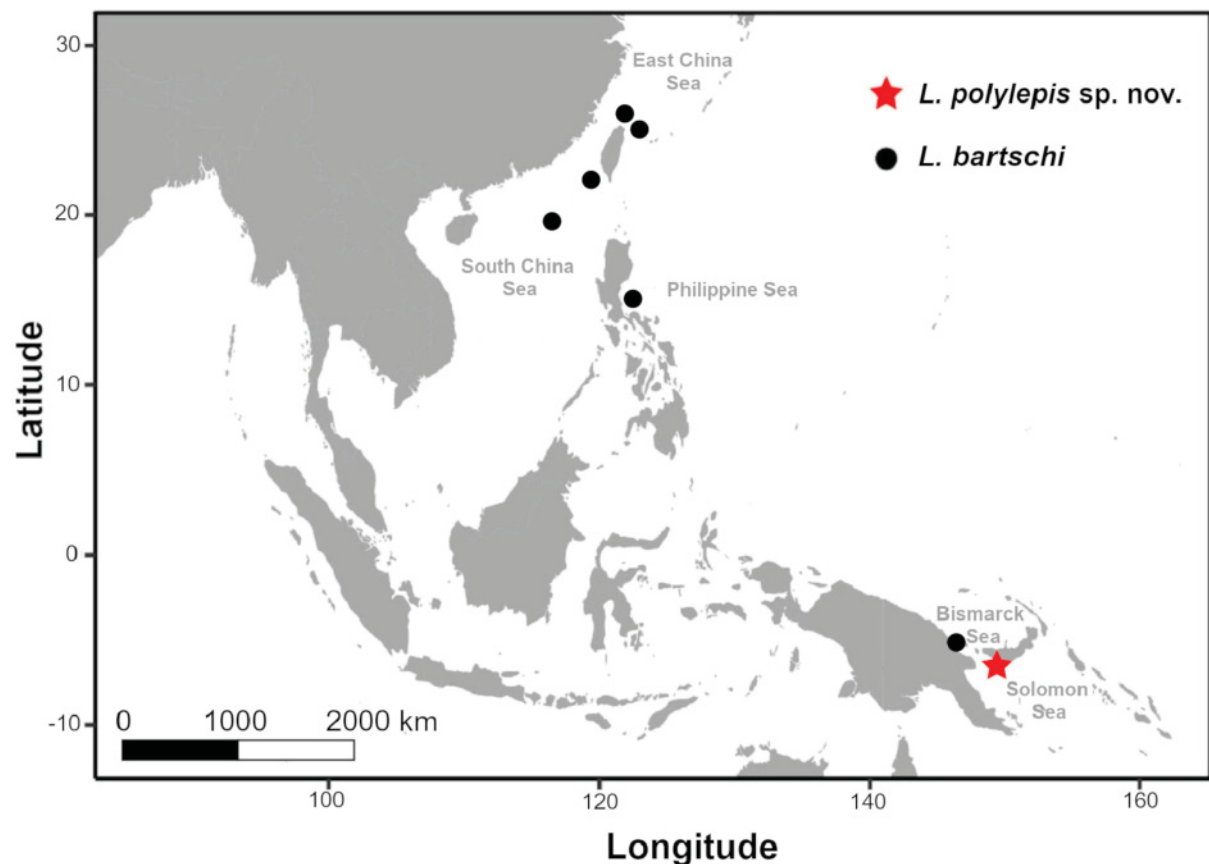 30
20
10
0
-10
Latitude
100
120
140
160
Longitude
East China
Sea
South China
Sea
Philippine Sea
Bismarck
Sea
Solomon
Sea
L. polylepis sp. nov.
L. bartschi
0 1000 2000 km